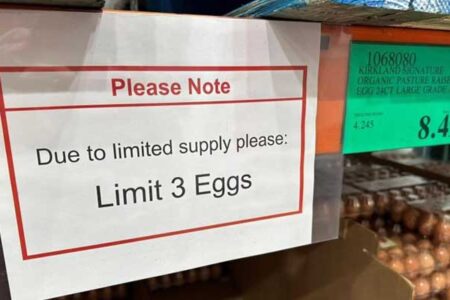 Please Note
Due to limited supply please:
Limit 3 Eggs
1068080
KIRKLAND SIGNATURE
ORGANIC PASTURE RAISE
EGG 24CT LARGE GRADE
4.245
8.4